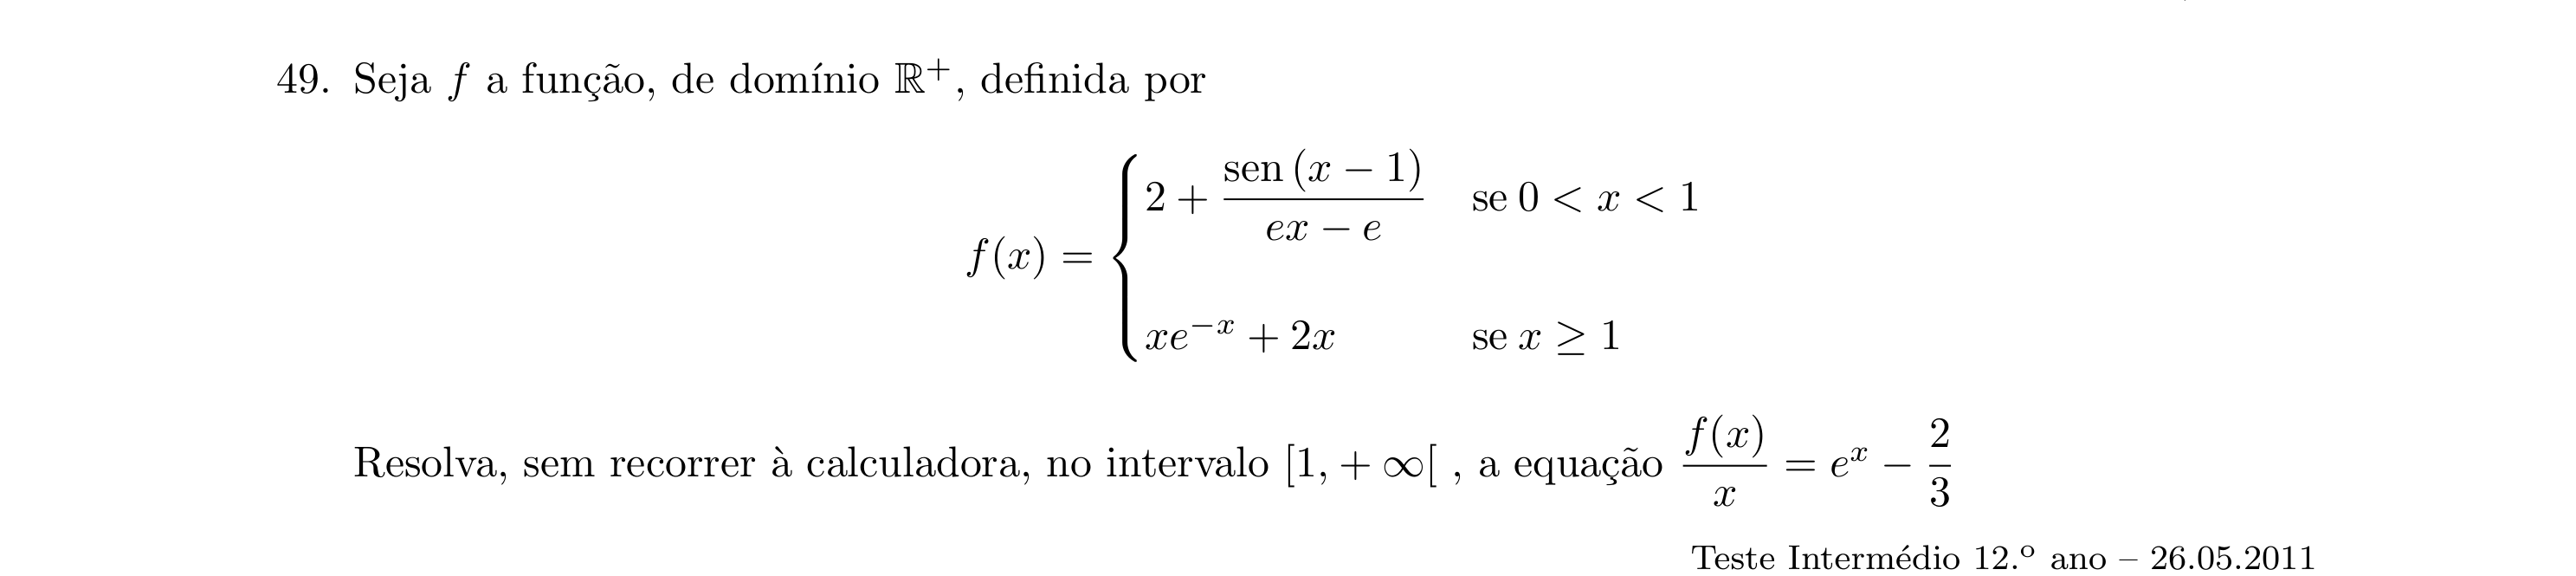 49. Seja f a função, de domínio ℝ⁺, definida por
f(x) = { 2 + sen (x − 1) / (ex − e) se 0 < x < 1
xe⁻ˣ + 2x se x ≥ 1
Resolva, sem recorrer à calculadora, no intervalo [1, + ∞[ , a equação f(x)/x = eˣ − 2/3
Teste Intermédio 12.º ano – 26.05.2011